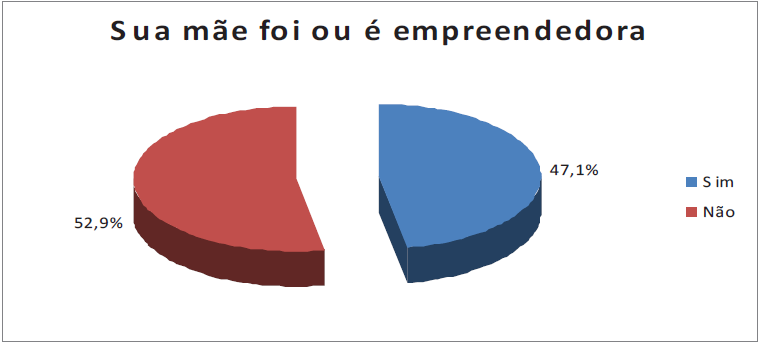 Sua mãe foi ou é empreendedora
47,1%
Sim
Não
52,9%